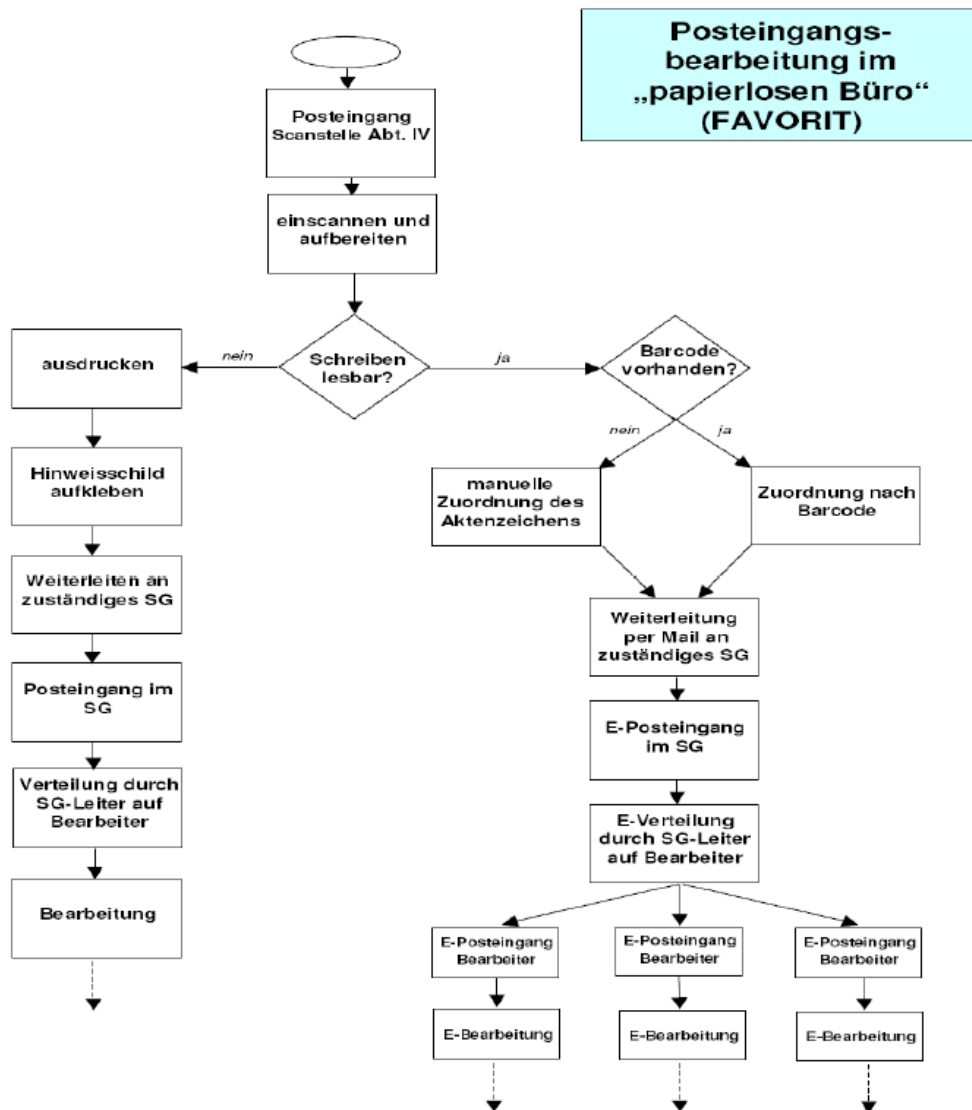 Posteingangs-
bearbeitung im
„papierlosen Büro“
(FAVORIT)
Posteingang
Scanstelle Abt. IV
einscannen und
aufbereiten
Schreiben
lesbar?
nein
ja
ausdrucken
Hinweisschild
aufkleben
Weiterleiten an
zuständiges SG
Posteingang im
SG
Verteilung durch
SG-Leiter auf
Bearbeiter
Bearbeitung
Barcode
vorhanden?
nein
ja
manuelle
Zuordnung des
Aktenzeichens
Zuordnung nach
Barcode
Weiterleitung
per Mail an
zuständiges SG
E-Posteingang
im SG
E-Verteilung
durch SG-Leiter
auf Bearbeiter
E-Posteingang
Bearbeiter
E-Posteingang
Bearbeiter
E-Posteingang
Bearbeiter
E-Bearbeitung
E-Bearbeitung
E-Bearbeitung